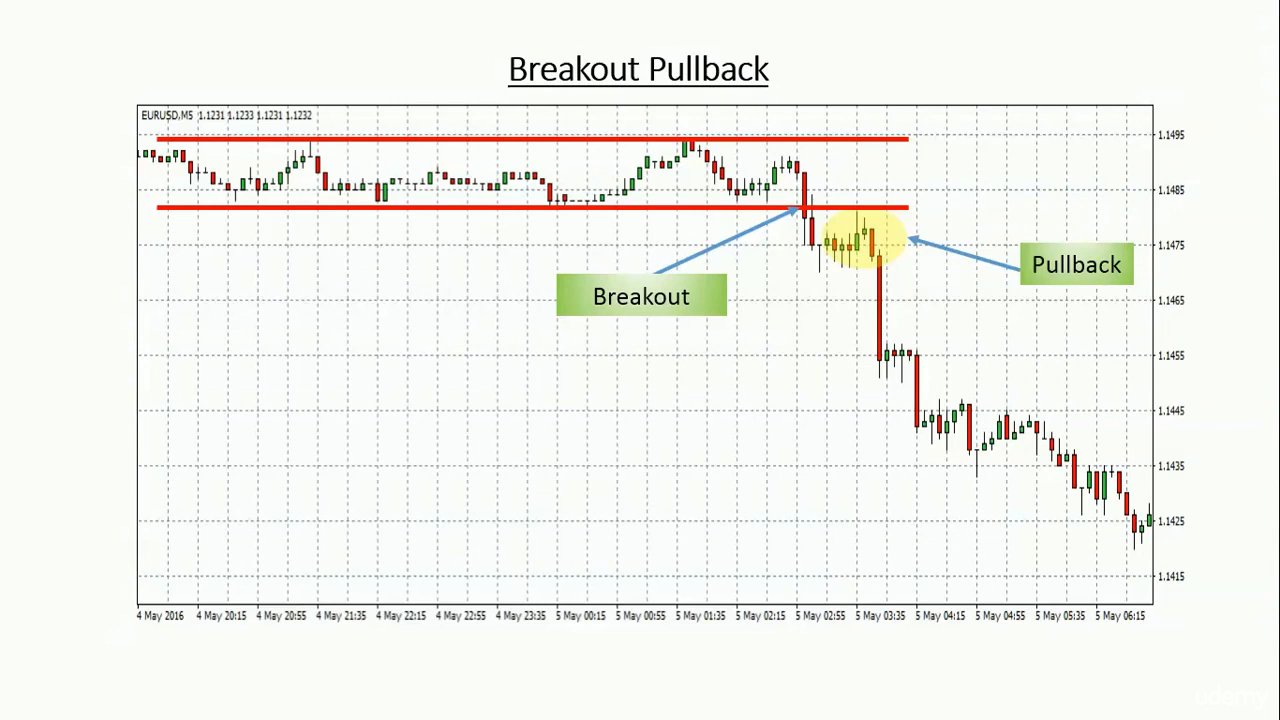 Breakout Pullback
EURUSD,M5 1.1231 1.1233 1.1231 1.1232
1.1495
1.1485
1.1475
Pullback
Breakout
1.1465
1.1455
1.1445
1.1435
1.1425
1.1415
4 May 2016 4 May 20:15 4 May 20:55 4 May 21:35 4 May 22:15 4 May 22:55 4 May 23:35 5 May 00:15 5 May 00:55 5 May 01:35 5 May 02:15 5 May 02:55 5 May 03:35 5 May 04:15 5 May 04:55 5 May 05:35 5 May 06:15
udemy